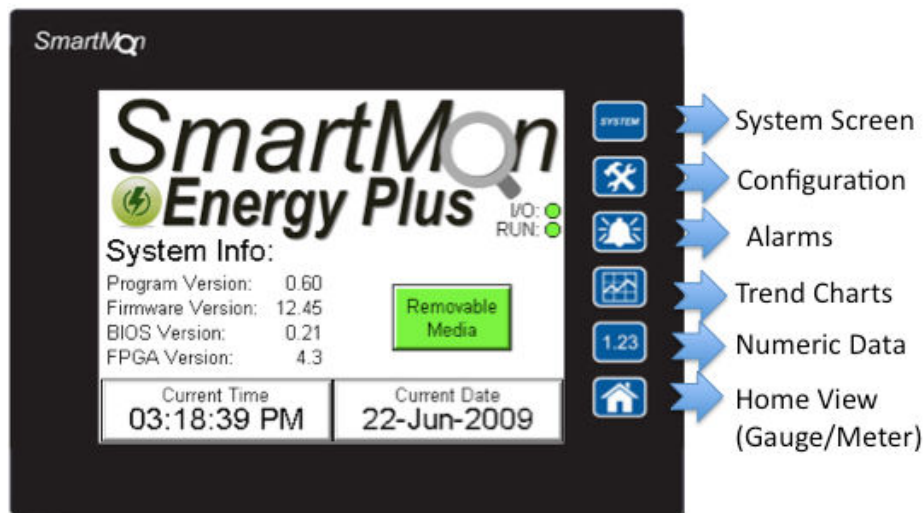 SmartMon
SmartMon
Energy Plus
I/O:
RUN:
System Info:
Program Version: 0.60
Firmware Version: 12.45
BIOS Version: 0.21
FPGA Version: 4.3
Removable
Media
Current Time
03:18:39 PM
Current Date
22-Jun-2009
SYSTEM
System Screen
Configuration
Alarms
Trend Charts
1.23
Numeric Data
Home View
(Gauge/Meter)